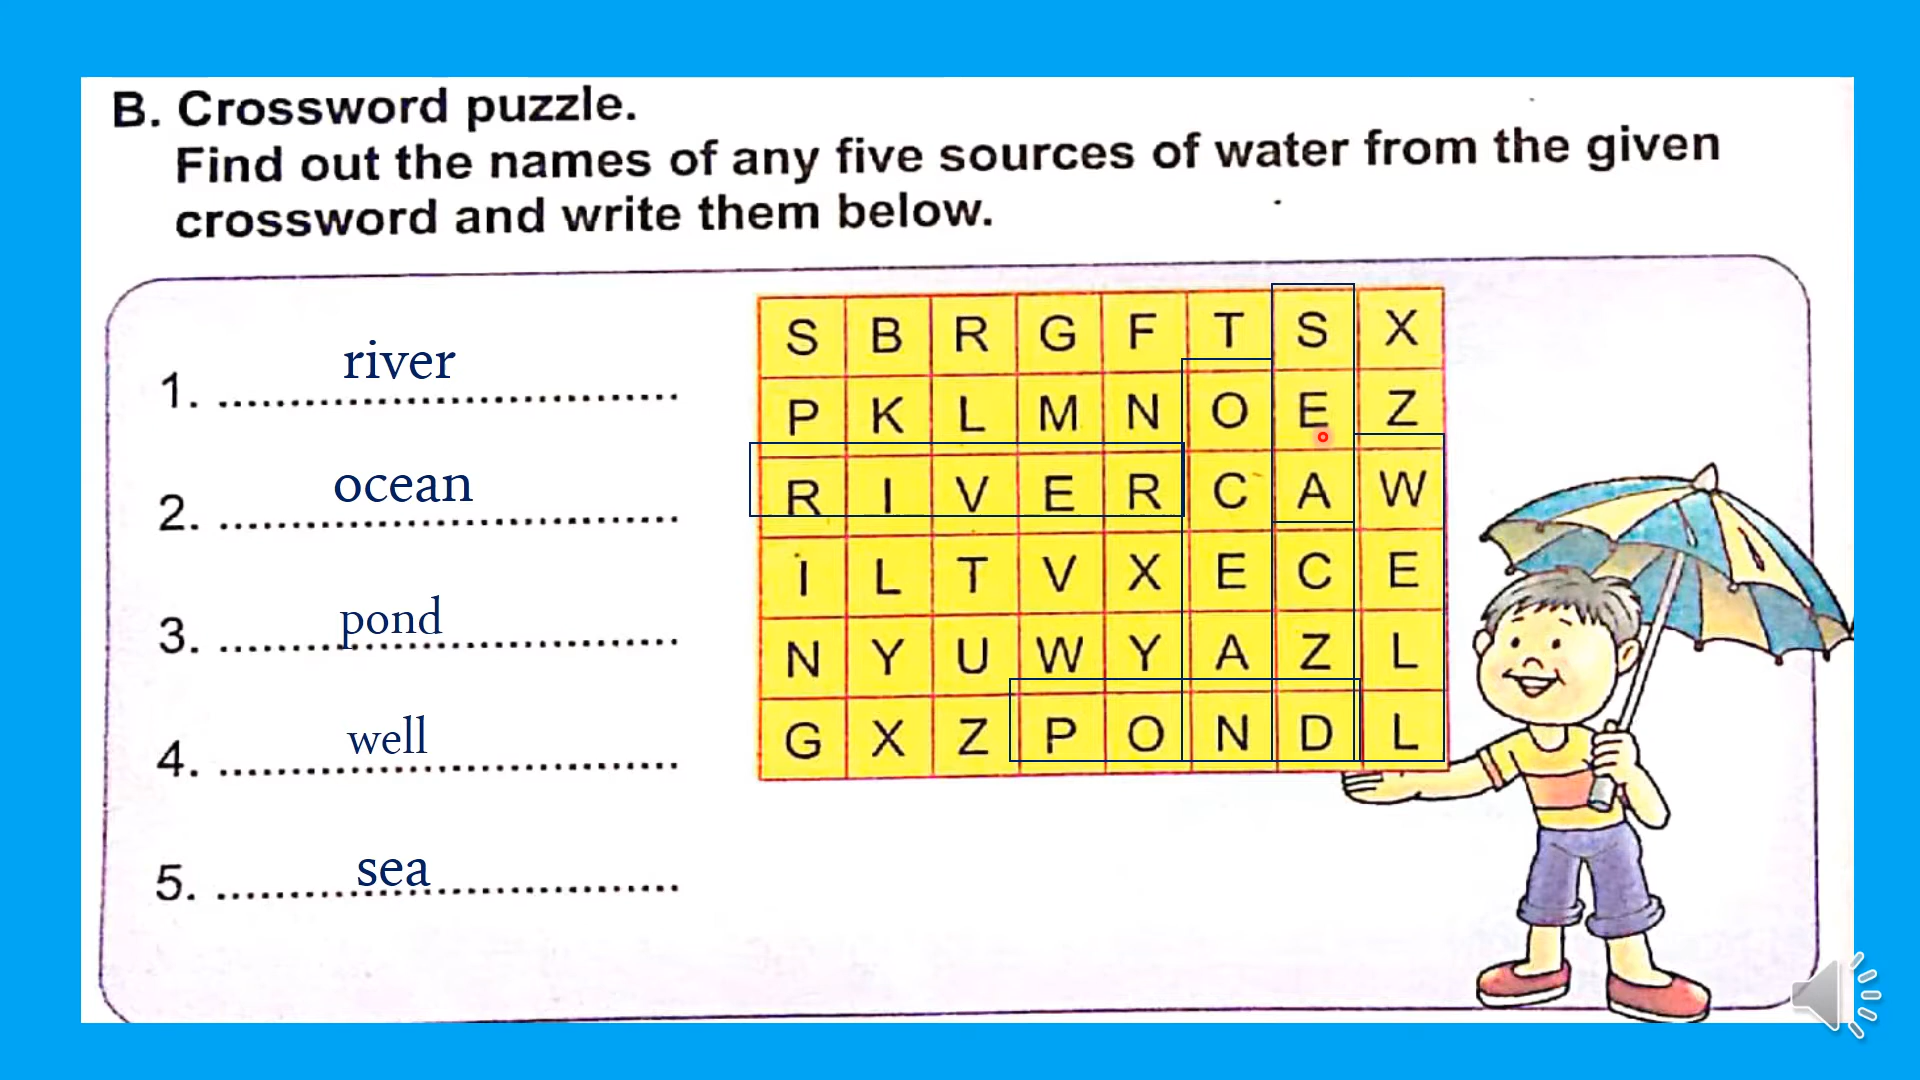 B. Crossword puzzle.
Find out the names of any five sources of water from the given
crossword and write them below.
1. river
2. ocean
3. pond
4. well
5. sea
S B R G F T S X
P K L M N O E Z
R I V E R C A W
I L T V X E C E
N Y U W Y A Z L
G X Z P O N D L